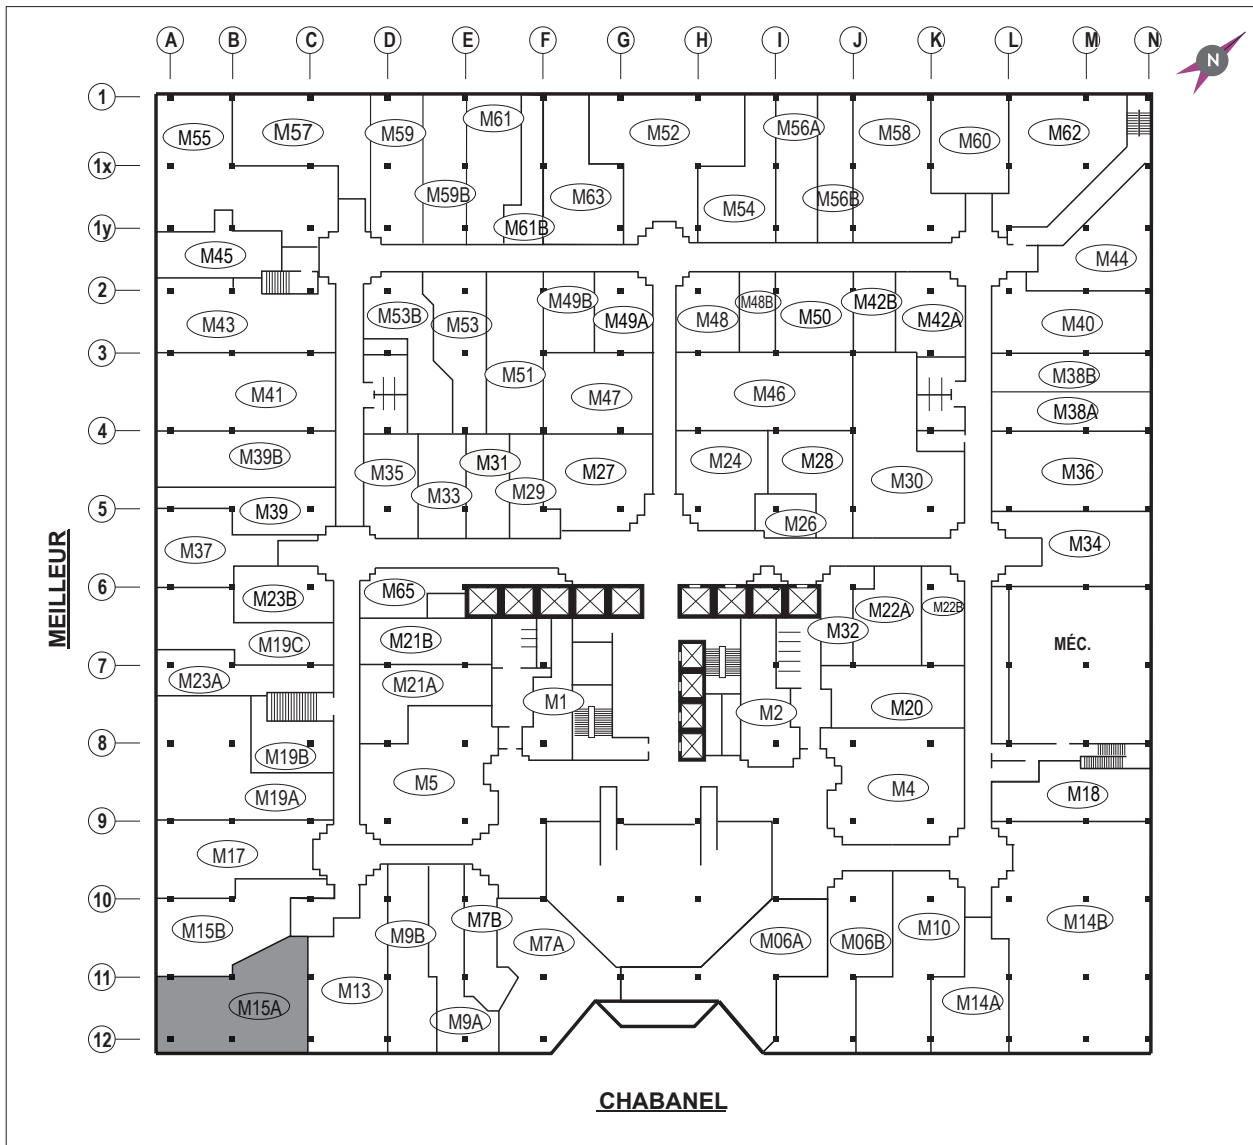 A B C D E F G H I J K L M N
N
1
M55 M57 M59 M61 M52 M56A M58 M60 M62
1x
M59B M63 M54 M56B
1y
M61B
M45 M44
2
M53B M49B M48B M42B
M43 M53 M49A M48 M50 M42A M40
3
M51 M38B
M41 M47 M46 M38A
4
M39B M35 M31 M27 M24 M28 M30 M36
M33 M29
5
M39 M26
M37 M34
6
M23B M65 M22A M22B
M32
M19C M21B MÉC.
7
M23A M21A
M1 M2 M20
8
M19B
M5 M4
M19A M18
9
M17
10
M15B M9B M7B M7A M06A M06B M10 M14B
11
M15A M13 M9A M14A
12
MEILLEUR
CHABANEL